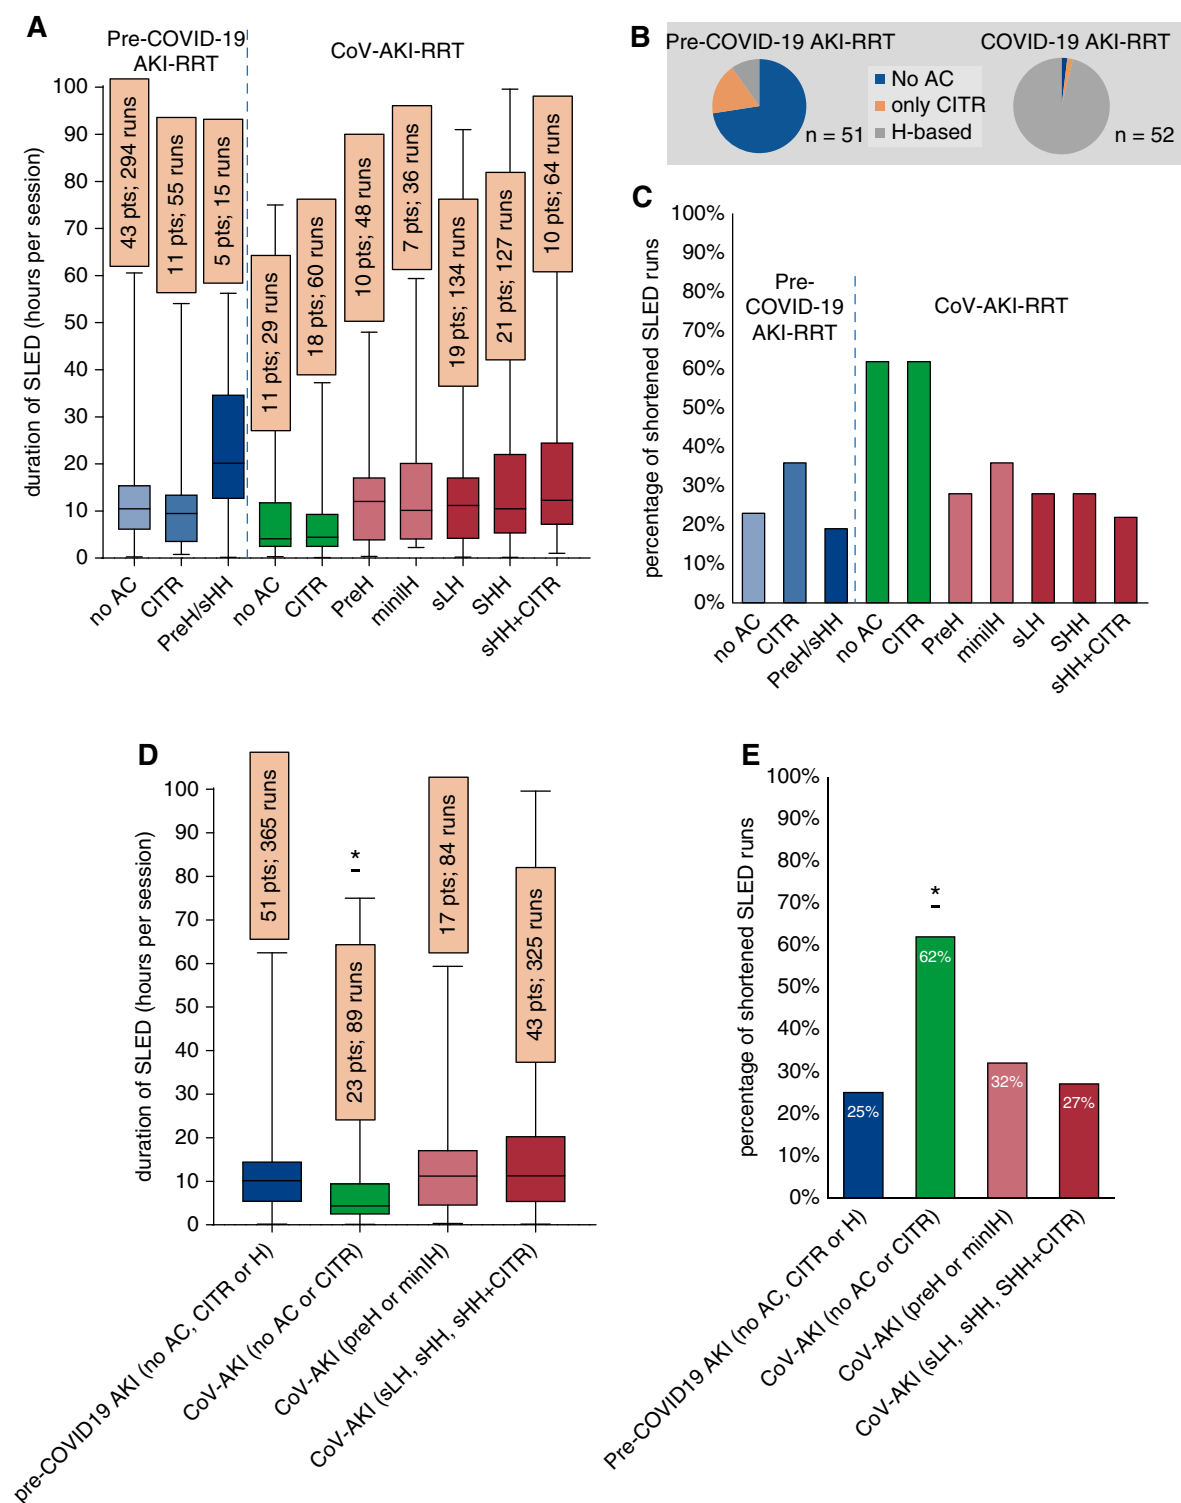 A
Pre-COVID-19
AKI-RRT
CoV-AKI-RRT
duration of SLED (hours per session)
100
90
80
70
60
50
40
30
20
10
0
43 pts; 294 runs
11 pts; 55 runs
5 pts; 15 runs
11 pts; 29 runs
18 pts; 60 runs
10 pts; 48 runs
7 pts; 36 runs
19 pts; 134 runs
21 pts; 127 runs
10 pts; 64 runs
no AC
CITR
PreH/sHH
no AC
CITR
PreH
miniIH
sLH
SHH
sHH+CITR
B
Pre-COVID-19 AKI-RRT
COVID-19 AKI-RRT
No AC
only CITR
H-based
n = 51
n = 52
C
percentage of shortened SLED runs
100%
90%
80%
70%
60%
50%
40%
30%
20%
10%
0%
Pre-
COVID-19
AKI-RRT
CoV-AKI-RRT
no AC
CITR
PreH/sHH
no AC
CITR
PreH
miniIH
sLH
SHH
sHH+CITR
D
duration of SLED (hours per session)
100
90
80
70
60
50
40
30
20
10
0
51 pts; 365 runs
*
23 pts; 89 runs
17 pts; 84 runs
43 pts; 325 runs
pre-COVID19 AKI (no AC, CITR or H)
CoV-AKI (no AC or CITR)
CoV-AKI (preH or minIH)
CoV-AKI (sLH, sHH, sHH+CITR)
E
percentage of shortened SLED runs
100%
90%
80%
70%
60%
50%
40%
30%
20%
10%
0%
*
25%
62%
32%
27%
Pre-COVID19 AKI (no AC, CITR or H)
CoV-AKI (no AC or CITR)
CoV-AKI (preH or minIH)
CoV-AKI (sLH, sHH, SHH+CITR)